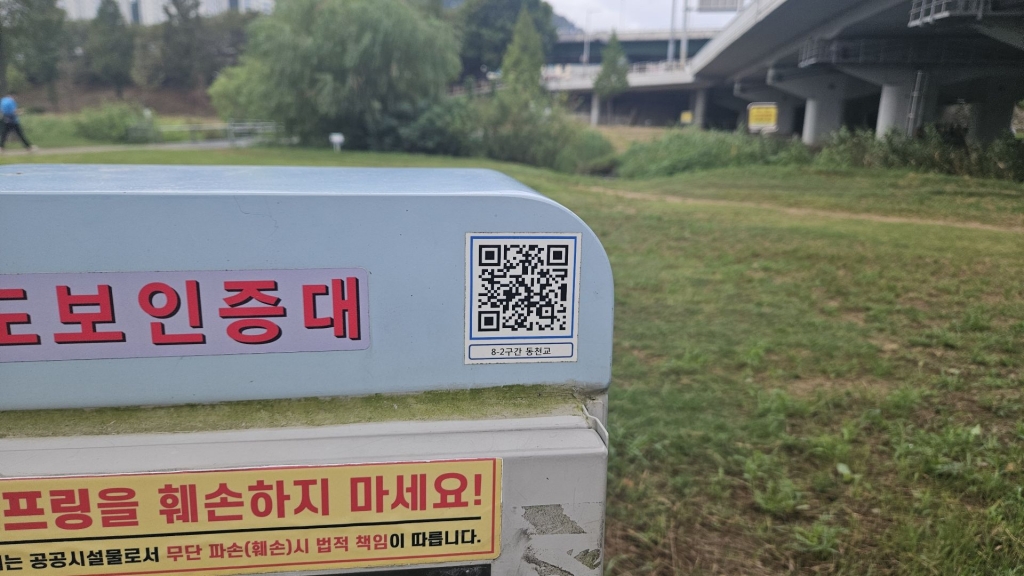 도보인증대
8-2구간 동천교
프링을 훼손하지 마세요!
는 공공시설물로서 무단 파손(훼손)시 법적 책임이 따릅니다.